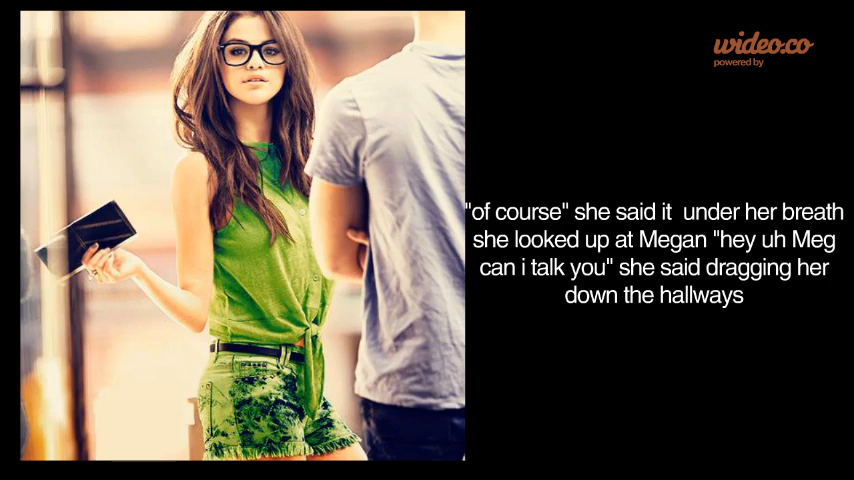 wideo.co
powered by
"of course" she said it  under her breath
she looked up at Megan "hey uh Meg
can i talk you" she said dragging her
down the hallways